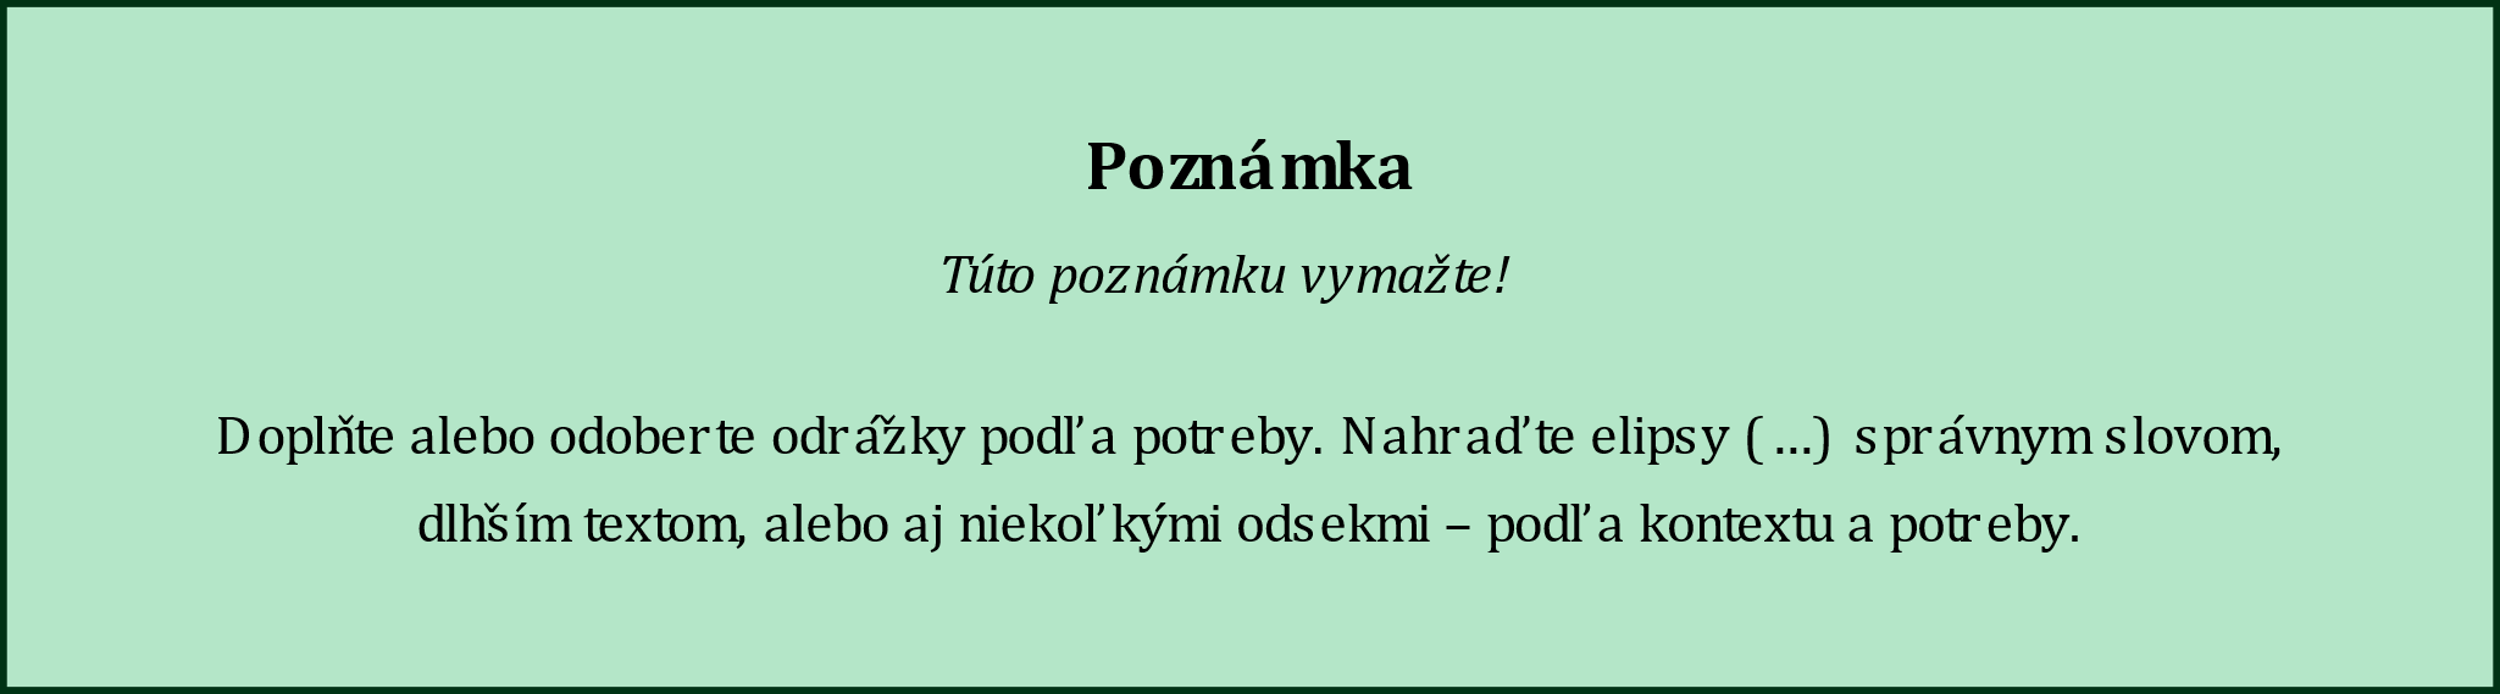 Poznámka
Túto poznámku vymažte!
Doplňte alebo odoberte odrážky podľa potreby. Nahraďte elipsy (…) správnym slovom,
dlhším textom, alebo aj niekoľkými odsekmi – podľa kontextu a potreby.